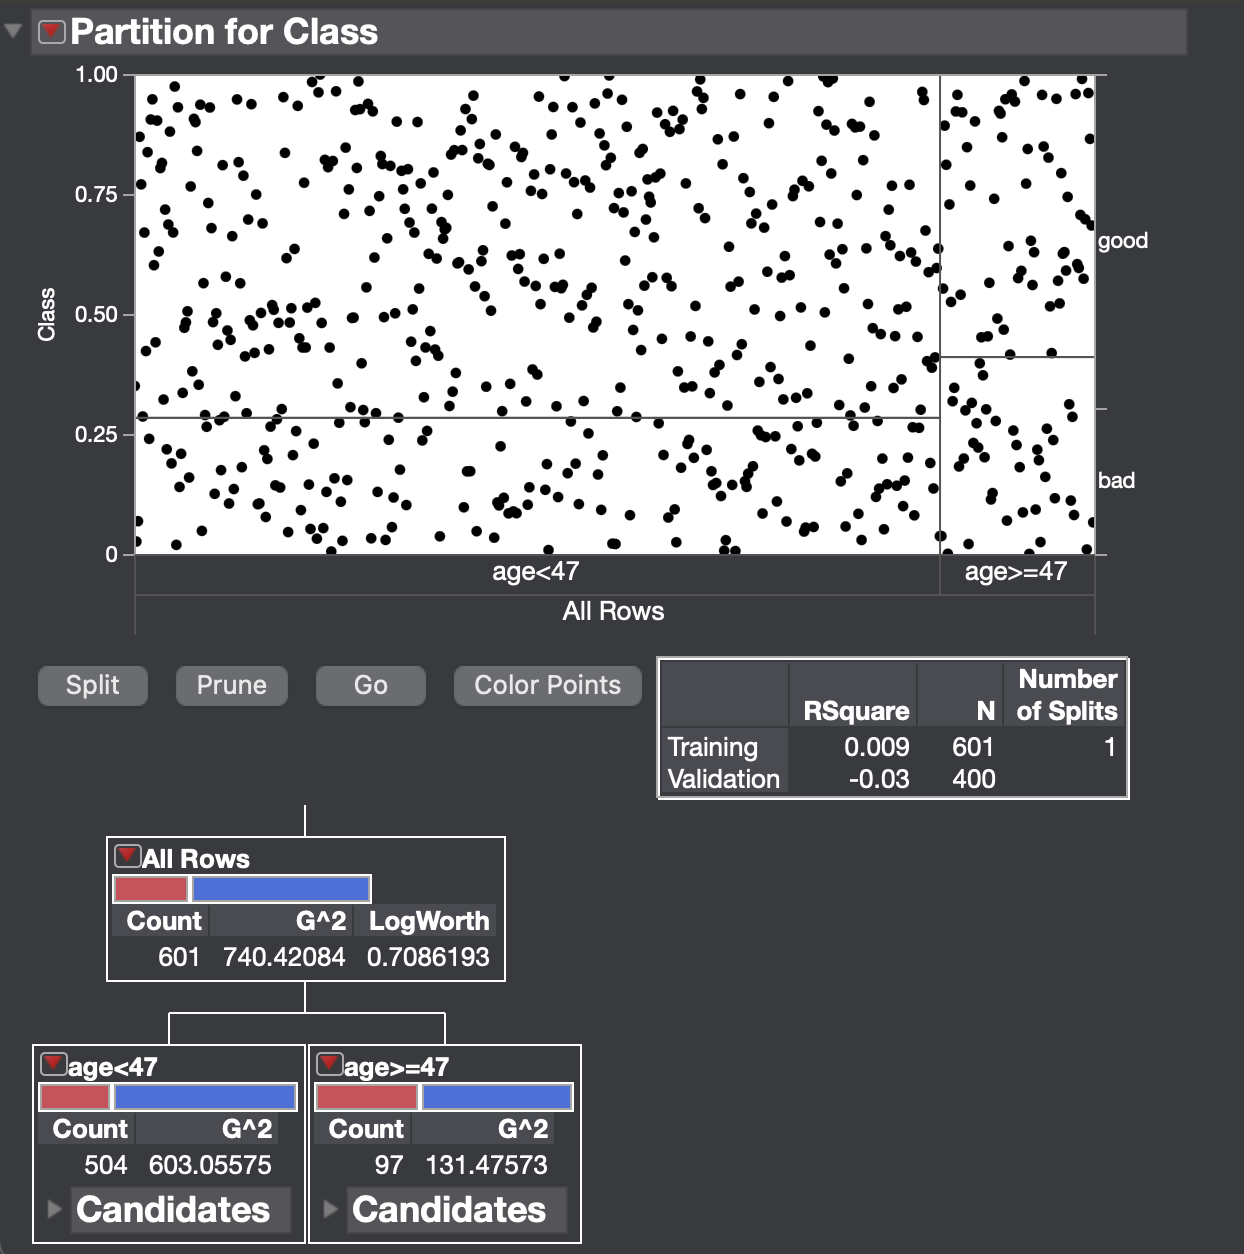 Partition for Class
1.00
0.75
0.50
0.25
0
Class
good
bad
age<47 age>=47
All Rows
Split Prune Go Color Points
RSquare N Number of Splits
Training 0.009 601 1
Validation -0.03 400
All Rows
Count G^2 LogWorth
601 740.42084 0.7086193
age<47
Count G^2
504 603.05575
Candidates
age>=47
Count G^2
97 131.47573
Candidates